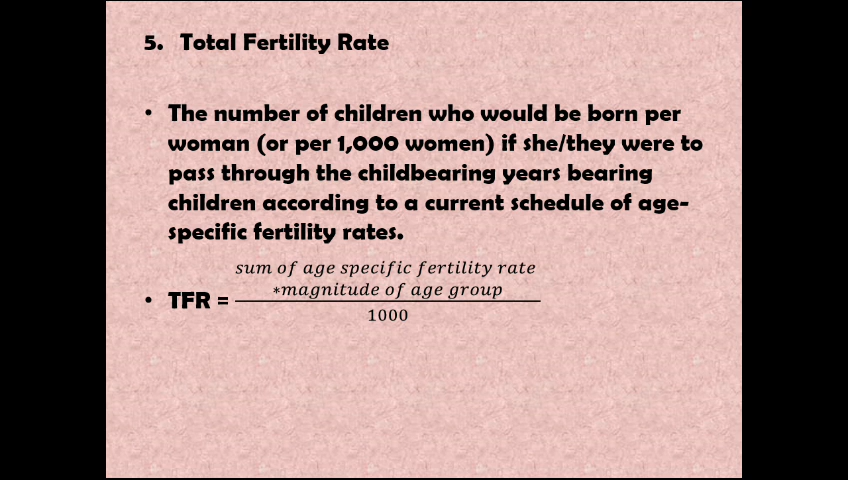 5. Total Fertility Rate
• The number of children who would be born per
woman (or per 1,000 women) if she/they were to
pass through the childbearing years bearing
children according to a current schedule of age-
specific fertility rates.
sum of age specific fertility rate
*magnitude of age group
• TFR =
1000